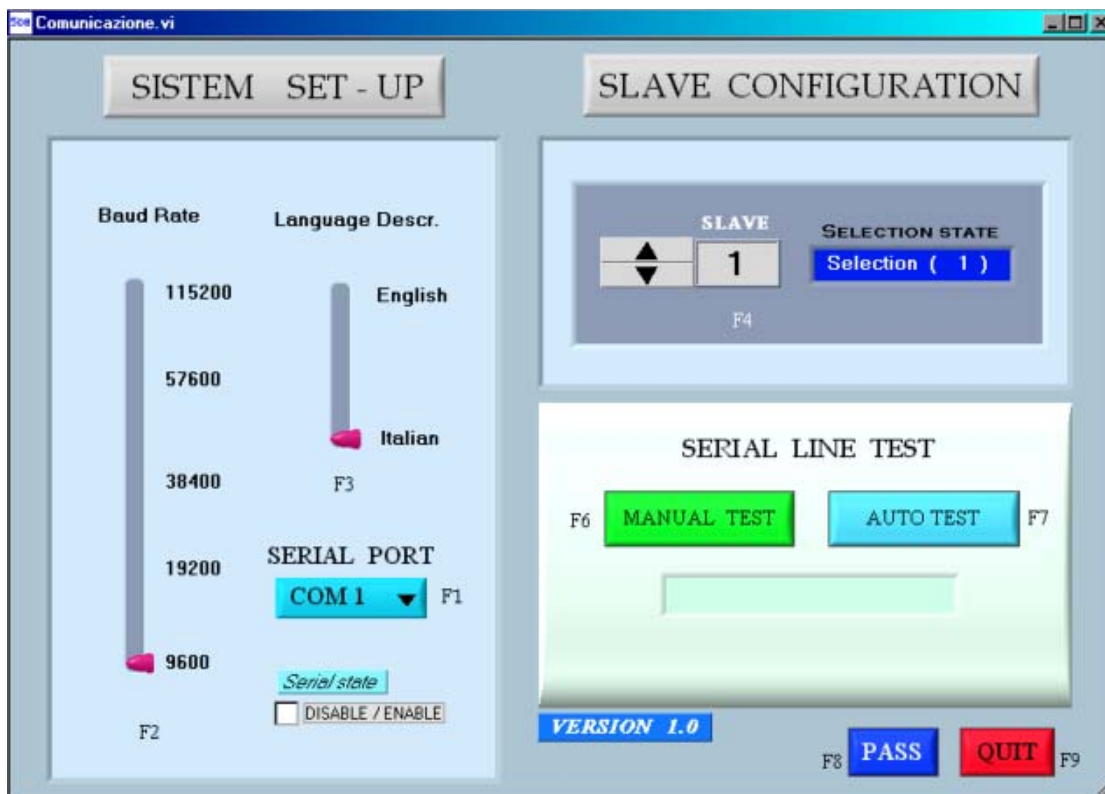 Comunicazione.vi
SISTEM SET - UP
SLAVE CONFIGURATION
Baud Rate
Language Descr.
115200
57600
38400
19200
9600
F2
English
Italian
F3
SERIAL PORT
COM 1
F1
Serial state
DISABLE / ENABLE
SLAVE
1
F4
SELECTION STATE
Selection ( 1 )
SERIAL LINE TEST
F6
MANUAL TEST
AUTO TEST
F7
VERSION 1.0
F8
PASS
QUIT
F9